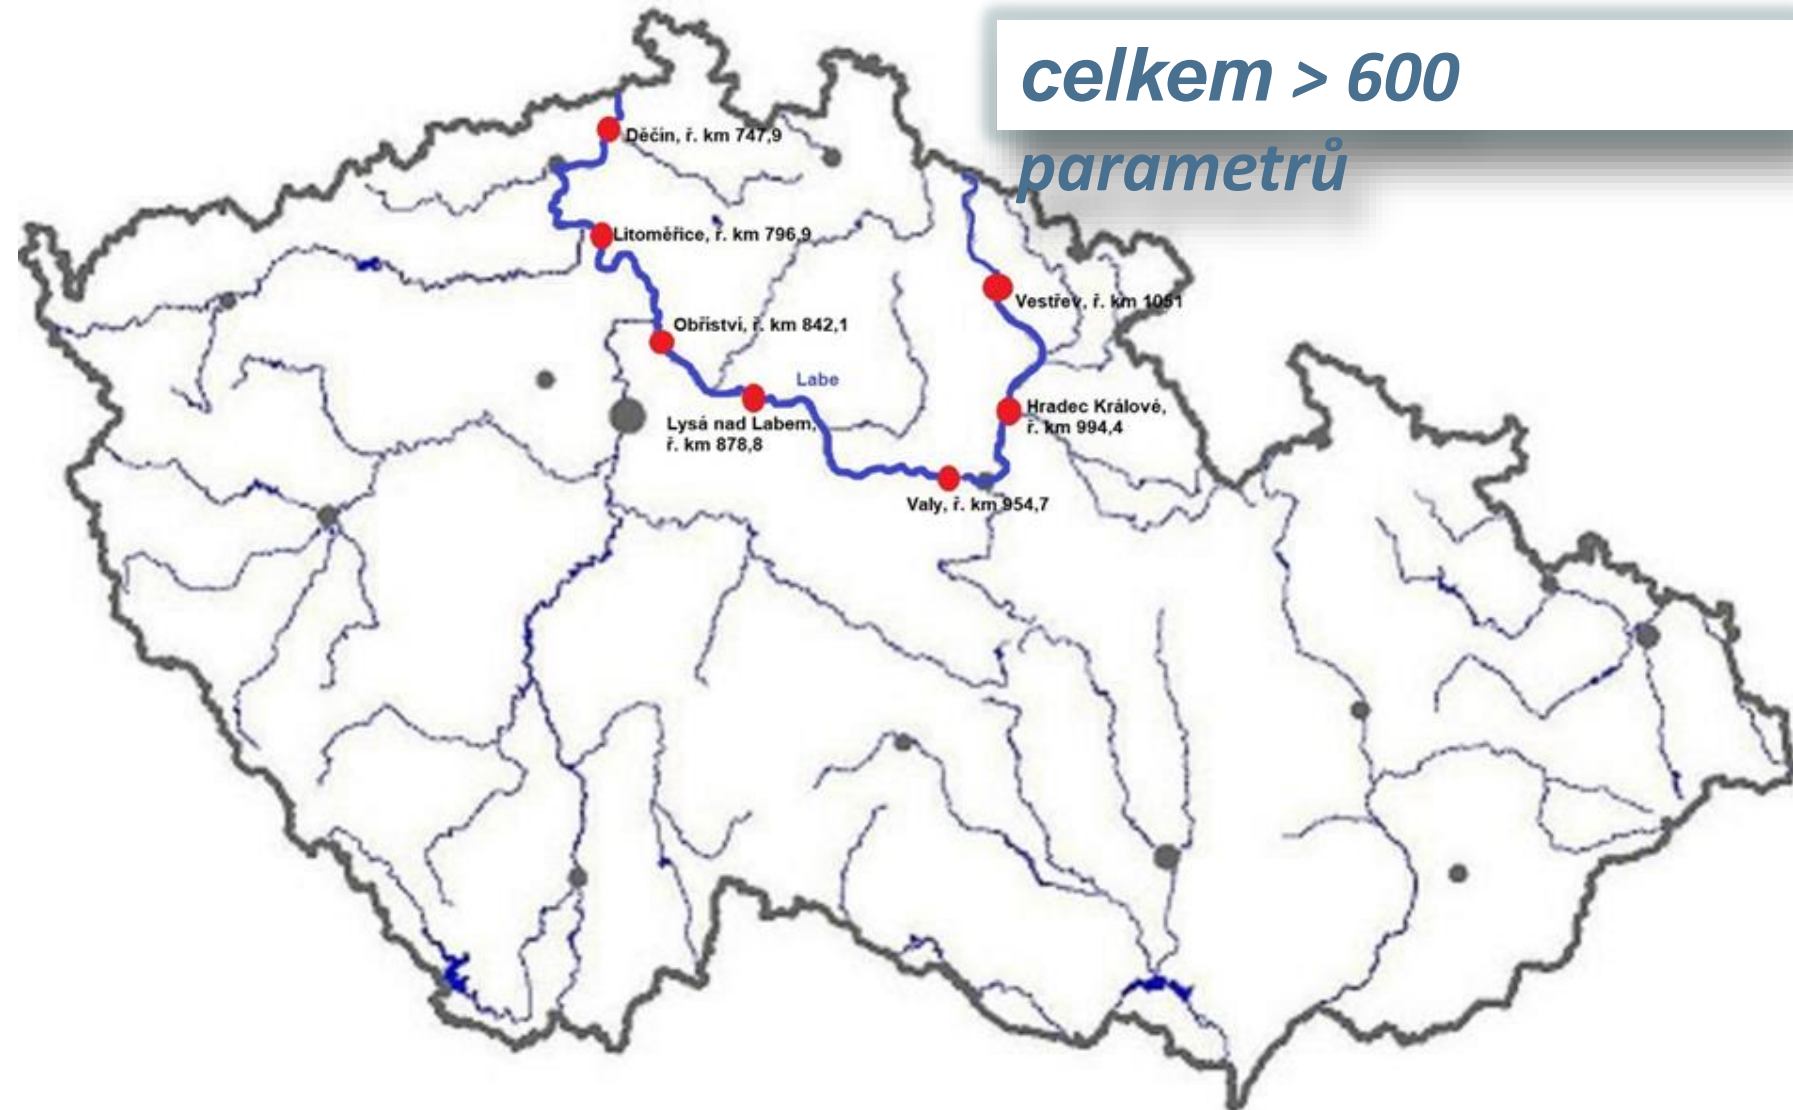 celkem > 600
parametrů
Děčín, ř. km 747,9
Litoměřice, ř. km 796,9
Vestřev, ř. km 1051
Obříství, ř. km 842,1
Labe
Hradec Králové,
ř. km 994,4
Lysá nad Labem,
ř. km 878,8
Valy, ř. km 954,7